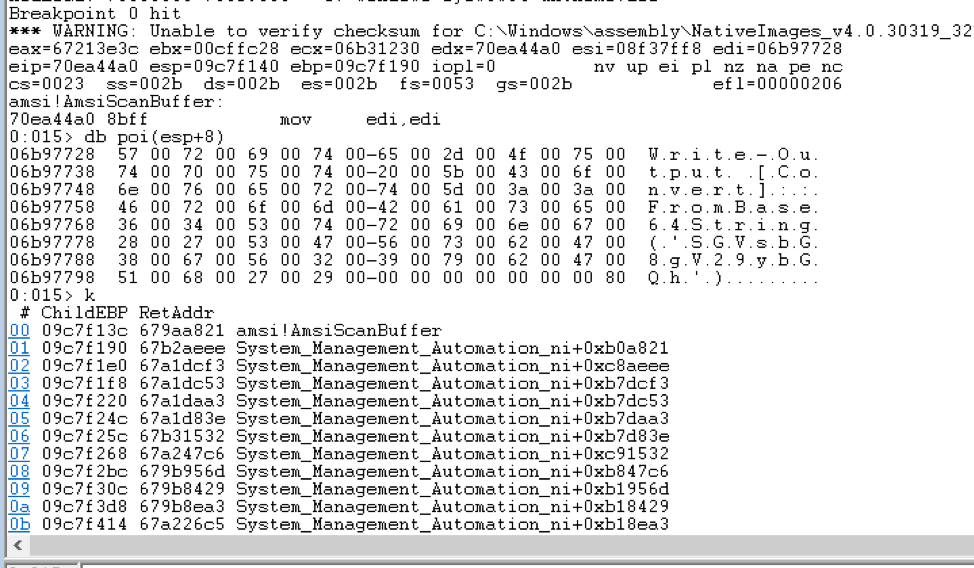 Breakpoint 0 hit
*** WARNING: Unable to verify checksum for C:\Windows\assembly\NativeImages_v4.0.30319_32
eax=67213e3c ebx=00cffc28 ecx=06b31230 edx=70ea44a0 esi=08f37ff8 edi=06b97728
eip=70ea44a0 esp=09c7f140 ebp=09c7f190 iopl=0 nv up ei pl nz na pe nc
cs=0023 ss=002b ds=002b es=002b fs=0053 gs=002b efl=00000206
amsi!AmsiScanBuffer:
70ea44a0 8bff mov edi,edi
0:015> db poi(esp+8)
06b97728 57 00 72 00 69 00 74 00-65 00 2d 00 4f 00 75 00 W.r.i.t.e.-.O.u.
06b97738 74 00 70 00 75 00 74 00-20 00 5b 00 43 00 6f 00 t.p.u.t. .[.C.o.
06b97748 6e 00 76 00 65 00 72 00-74 00 5d 00 3a 00 3a 00 n.v.e.r.t.].:.:.
06b97758 46 00 72 00 6f 00 6d 00-42 00 61 00 73 00 65 00 F.r.o.m.B.a.s.e.
06b97768 36 00 34 00 53 00 74 00-72 00 69 00 6e 00 67 00 6.4.S.t.r.i.n.g.
06b97778 28 00 27 00 53 00 47 00-56 00 73 00 62 00 47 00 (.'.S.G.V.s.b.G.
06b97788 38 00 67 00 56 00 32 00-39 00 79 00 62 00 47 00 8.g.V.2.9.y.b.G.
06b97798 51 00 68 00 27 00 29 00-00 00 00 00 00 00 00 80 Q.h.'.).........
0:015> k
# ChildEBP RetAddr
00 09c7f13c 679aa821 amsi!AmsiScanBuffer
01 09c7f190 67b2aeee System_Management_Automation_ni+0xb0a821
02 09c7f1e0 67a1dcf3 System_Management_Automation_ni+0xc8aeee
03 09c7f1f8 67a1dc53 System_Management_Automation_ni+0xb7dcf3
04 09c7f220 67a1daa3 System_Management_Automation_ni+0xb7dc53
05 09c7f24c 67a1d83e System_Management_Automation_ni+0xb7daa3
06 09c7f25c 67b31532 System_Management_Automation_ni+0xb7d83e
07 09c7f268 67a247c6 System_Management_Automation_ni+0xc91532
08 09c7f2bc 679b956d System_Management_Automation_ni+0xb847c6
09 09c7f30c 679b8429 System_Management_Automation_ni+0xb1956d
0a 09c7f3d8 679b8ea3 System_Management_Automation_ni+0xb18429
0b 09c7f414 67a226c5 System_Management_Automation_ni+0xb18ea3